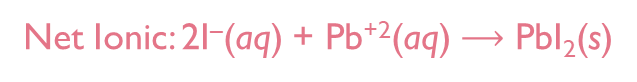 Net Ionic: 2I⁻(aq) + Pb⁺²(aq) ⟶ PbI₂(s)